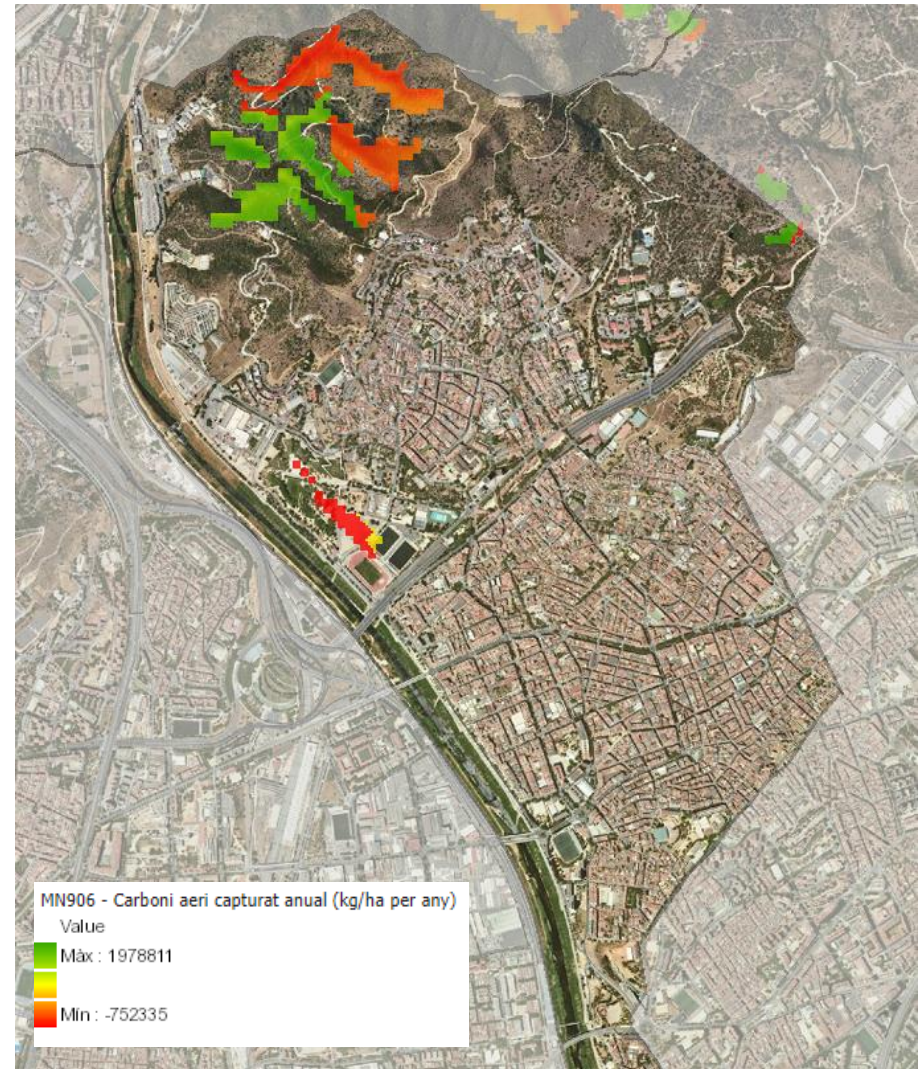 MN906 - Carboni aeri capturat anual (kg/ha per any)
Value
Màx : 1978811
Mín : -752335